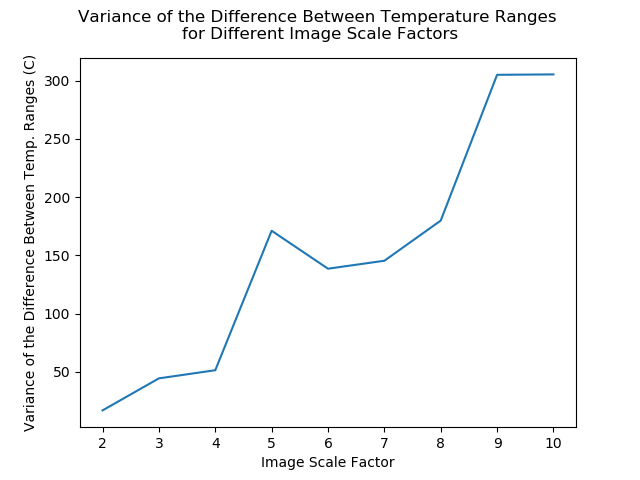 Variance of the Difference Between Temperature Ranges
for Different Image Scale Factors
Variance of the Difference Between Temp. Ranges (C)
300
250
200
150
100
50
2 3 4 5 6 7 8 9 10
Image Scale Factor